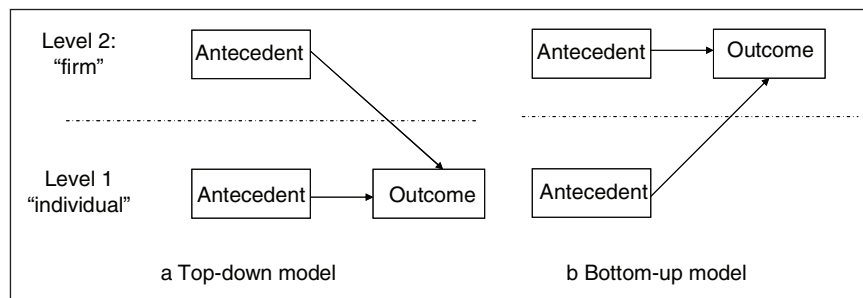 Level 2:
“firm”
Antecedent
Antecedent
Outcome
Level 1
“individual”
Antecedent
Outcome
Antecedent
a Top-down model
b Bottom-up model